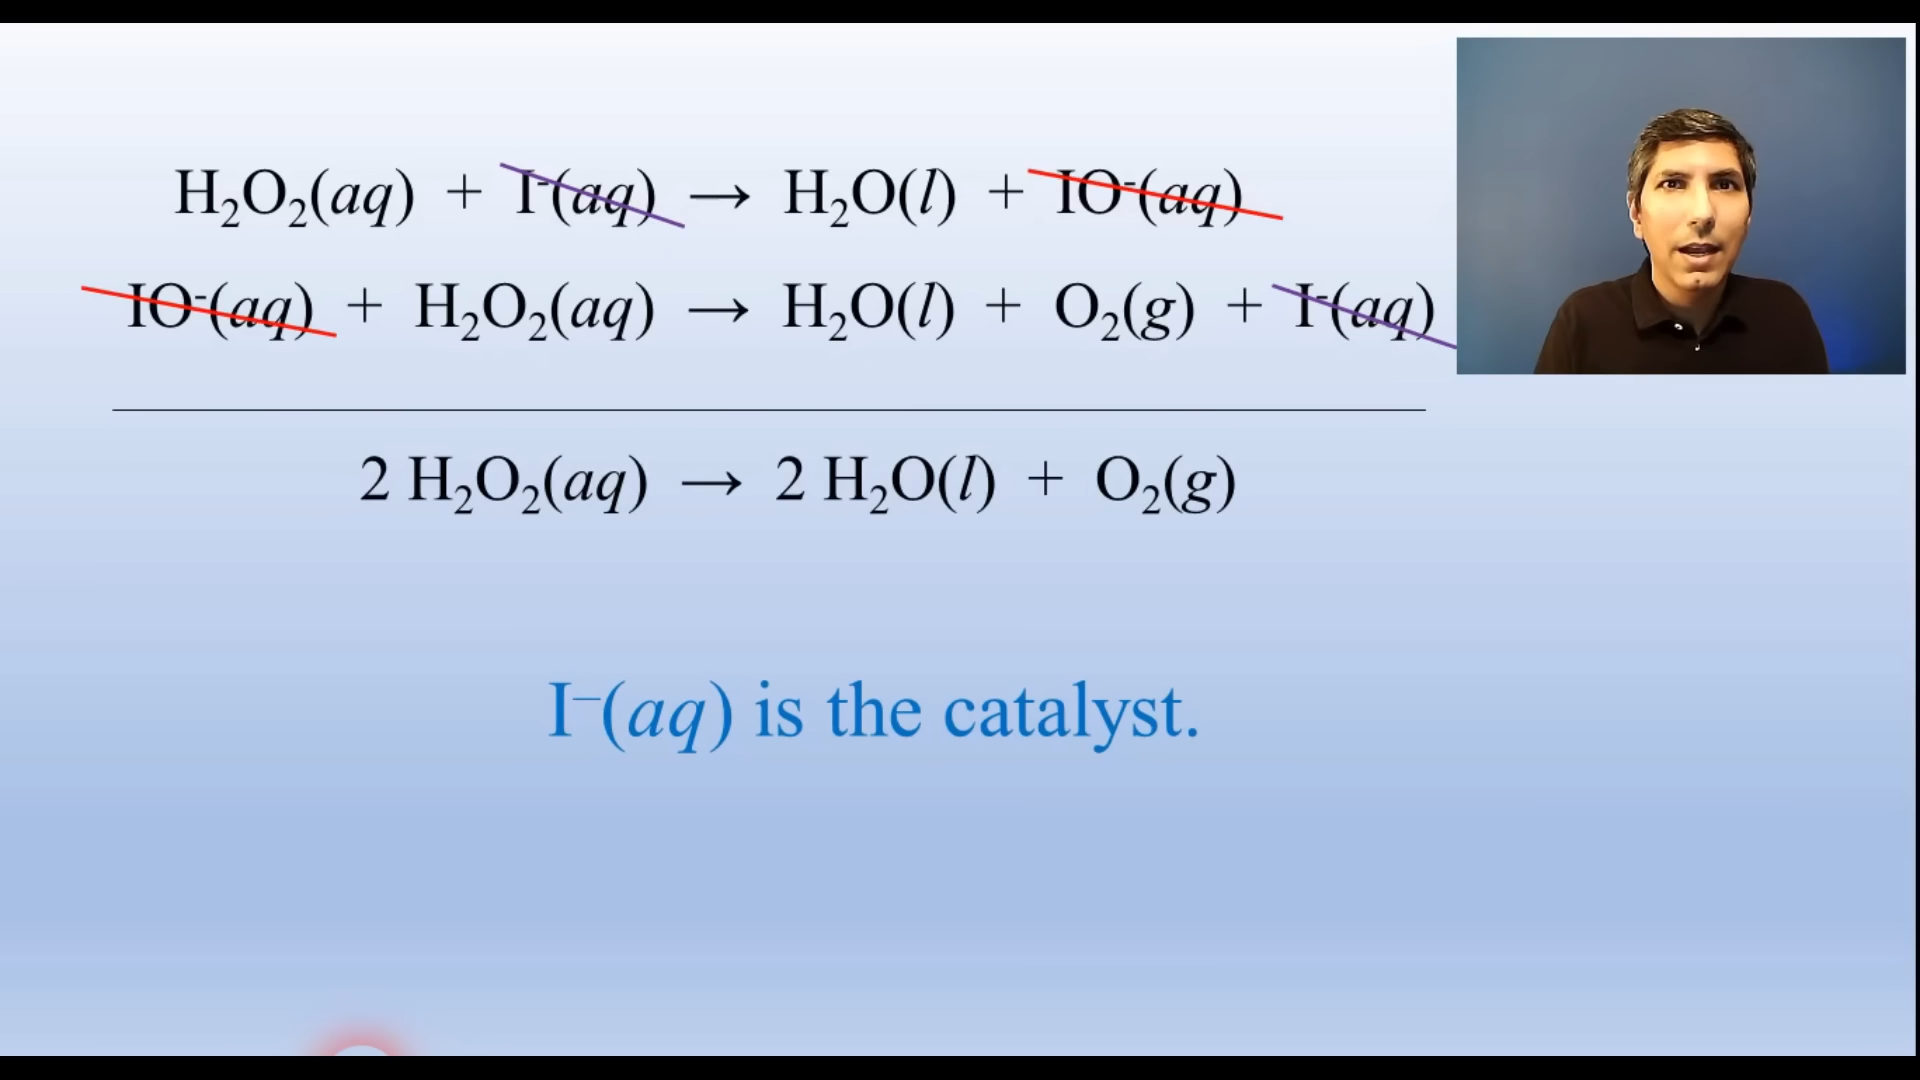 H₂O₂(aq) + I⁻(aq) → H₂O(l) + IO⁻(aq)
IO⁻(aq) + H₂O₂(aq) → H₂O(l) + O₂(g) + I⁻(aq)
2 H₂O₂(aq) → 2 H₂O(l) + O₂(g)
I⁻(aq) is the catalyst.